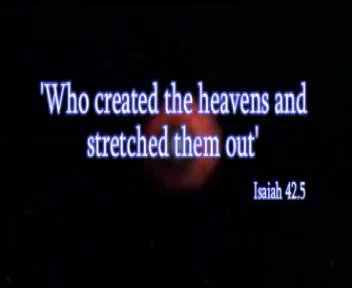 'Who created the heavens and
stretched them out'
Isaiah 42.5